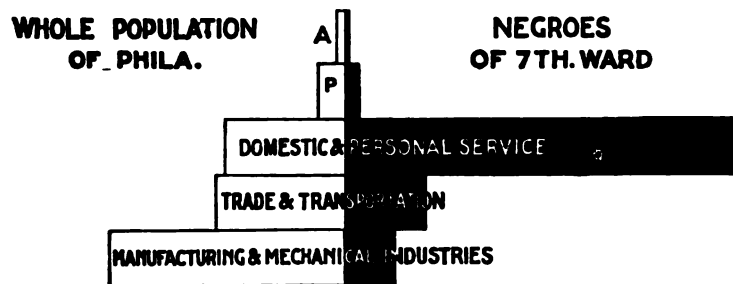 WHOLE POPULATION
OF PHILA.
NEGROES
OF 7TH. WARD
A
P
DOMESTIC & PERSONAL SERVICE
TRADE & TRANSPORTATION
MANUFACTURING & MECHANICAL INDUSTRIES